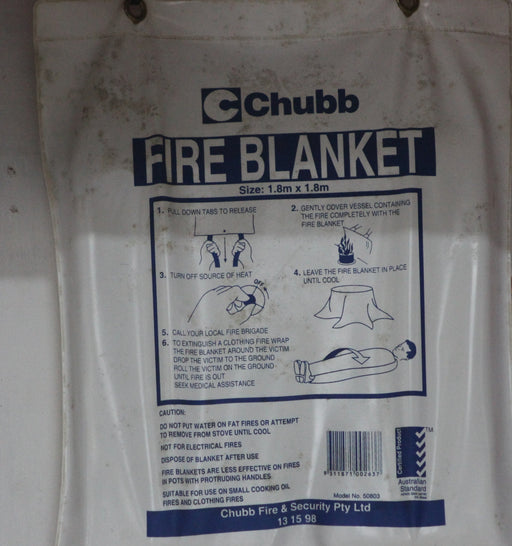 Chubb
FIRE BLANKET
Size: 1.8m x 1.8m
1. PULL DOWN TABS TO RELEASE
2. GENTLY COVER VESSEL CONTAINING
THE FIRE COMPLETELY WITH THE
FIRE BLANKET
3. TURN OFF SOURCE OF HEAT
OFF
4. LEAVE THE FIRE BLANKET IN PLACE
UNTIL COOL
5. CALL YOUR LOCAL FIRE BRIGADE
6. TO EXTINGUISH A CLOTHING FIRE WRAP
THE FIRE BLANKET AROUND THE VICTIM
DROP THE VICTIM TO THE GROUND
ROLL THE VICTIM ON THE GROUND
UNTIL FIRE IS OUT
SEEK MEDICAL ASSISTANCE
CAUTION:
DO NOT PUT WATER ON FAT FIRES OR ATTEMPT
TO REMOVE FROM STOVE UNTIL COOL
NOT FOR ELECTRICAL FIRES
DISPOSE OF BLANKET AFTER USE
FIRE BLANKETS ARE LESS EFFECTIVE ON FIRES
IN POTS WITH PROTRUDING HANDLES
SUITABLE FOR USE ON SMALL COOKING OIL
FIRES AND CLOTHING FIRES
9 311671 002637
Model No. 50803
Certified Product
TM
Australian
Standard
Chubb Fire & Security Pty Ltd
13 15 98